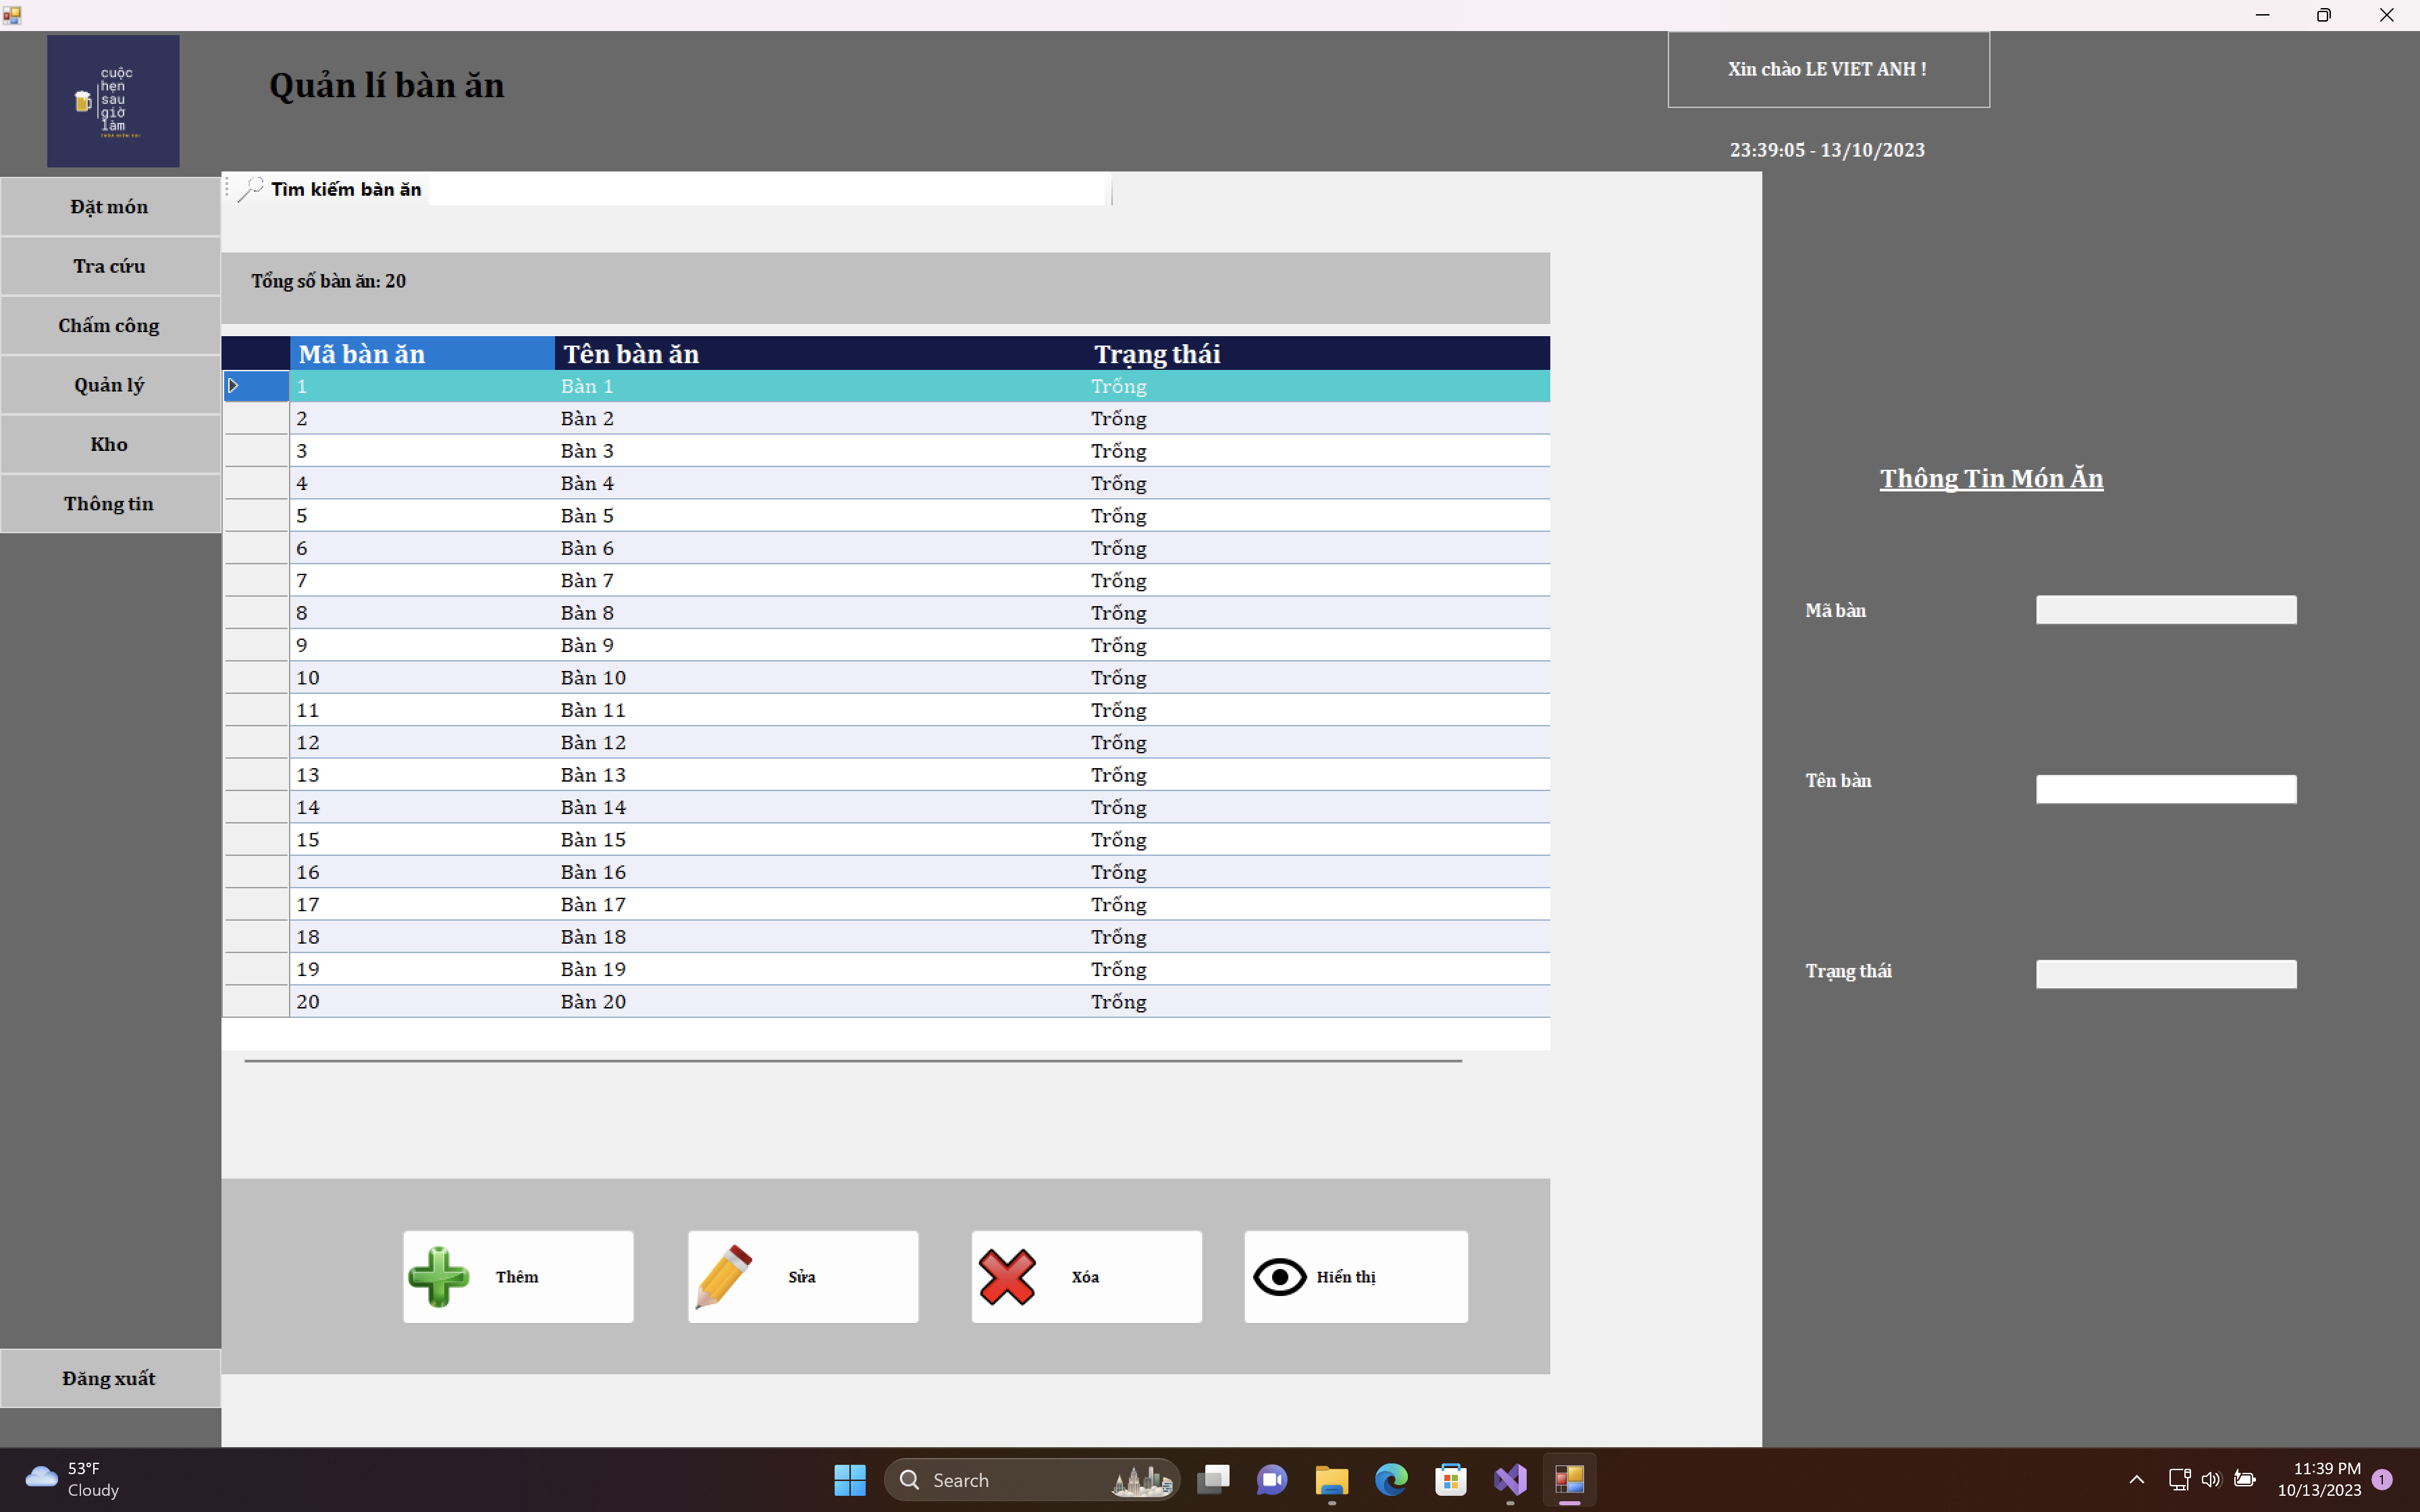 cuộc
hẹn
sau
giờ
làm
Quản lí bàn ăn
Xin chào LE VIET ANH !
23:39:05 - 13/10/2023
Đặt món
Tra cứu
Chấm công
Quản lý
Kho
Thông tin
Đăng xuất
Tìm kiếm bàn ăn
Tổng số bàn ăn: 20
Mã bàn ăn Tên bàn ăn Trạng thái
1 Bàn 1 Trống
2 Bàn 2 Trống
3 Bàn 3 Trống
4 Bàn 4 Trống
5 Bàn 5 Trống
6 Bàn 6 Trống
7 Bàn 7 Trống
8 Bàn 8 Trống
9 Bàn 9 Trống
10 Bàn 10 Trống
11 Bàn 11 Trống
12 Bàn 12 Trống
13 Bàn 13 Trống
14 Bàn 14 Trống
15 Bàn 15 Trống
16 Bàn 16 Trống
17 Bàn 17 Trống
18 Bàn 18 Trống
19 Bàn 19 Trống
20 Bàn 20 Trống
Thêm
Sửa
Xóa
Hiển thị
Thông Tin Món Ăn
Mã bàn
Tên bàn
Trạng thái
53°F
Cloudy
Search
11:39 PM
10/13/2023
1